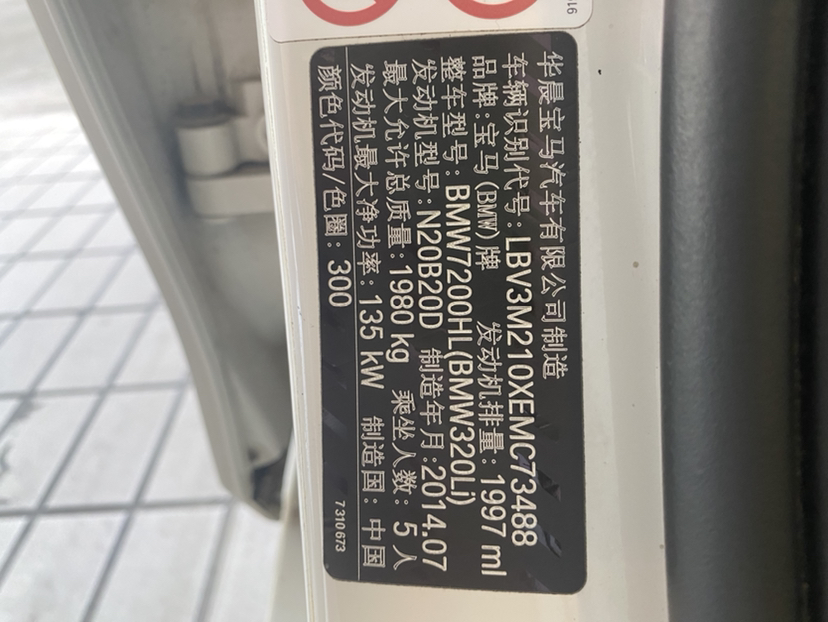 华晨宝马汽车有限公司制造
车辆识别代号: LBV3M210XEMC73488
品牌:宝马(BMW)牌 发动机排量: 1997 ml
整车型号: BMW7200HL(BMW320Li)
发动机型号: N20B20D 制造年月:2014.07
最大允许总质量: 1980 kg 乘坐人数: 5 人
发动机最大净功率: 135 kW 制造国: 中国
颜色代码/色圈: 300
7 310 673